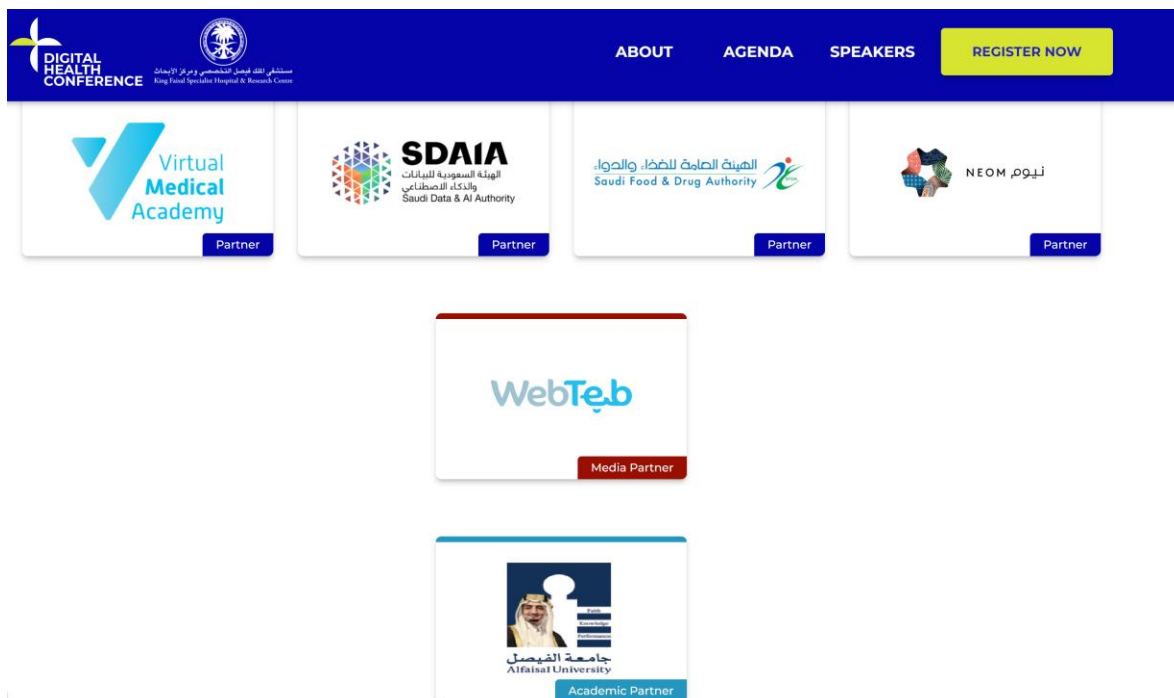 DIGITAL
HEALTH
CONFERENCE
مستشفى الملك فيصل التخصصي ومركز الأبحاث
King Faisal Specialist Hospital & Research Centre
ABOUT
AGENDA
SPEAKERS
REGISTER NOW
Virtual
Medical
Academy
Partner
SDAIA
الهيئة السعودية للبيانات
والذكاء الاصطناعي
Saudi Data & AI Authority
Partner
الهيئة العامة للغذاء والدواء
Saudi Food & Drug Authority
Partner
NEOM نيوم
Partner
WebTeb
Media Partner
Faith
Knowledge
Performance
جامعة الفيصل
Alfaisal University
Academic Partner